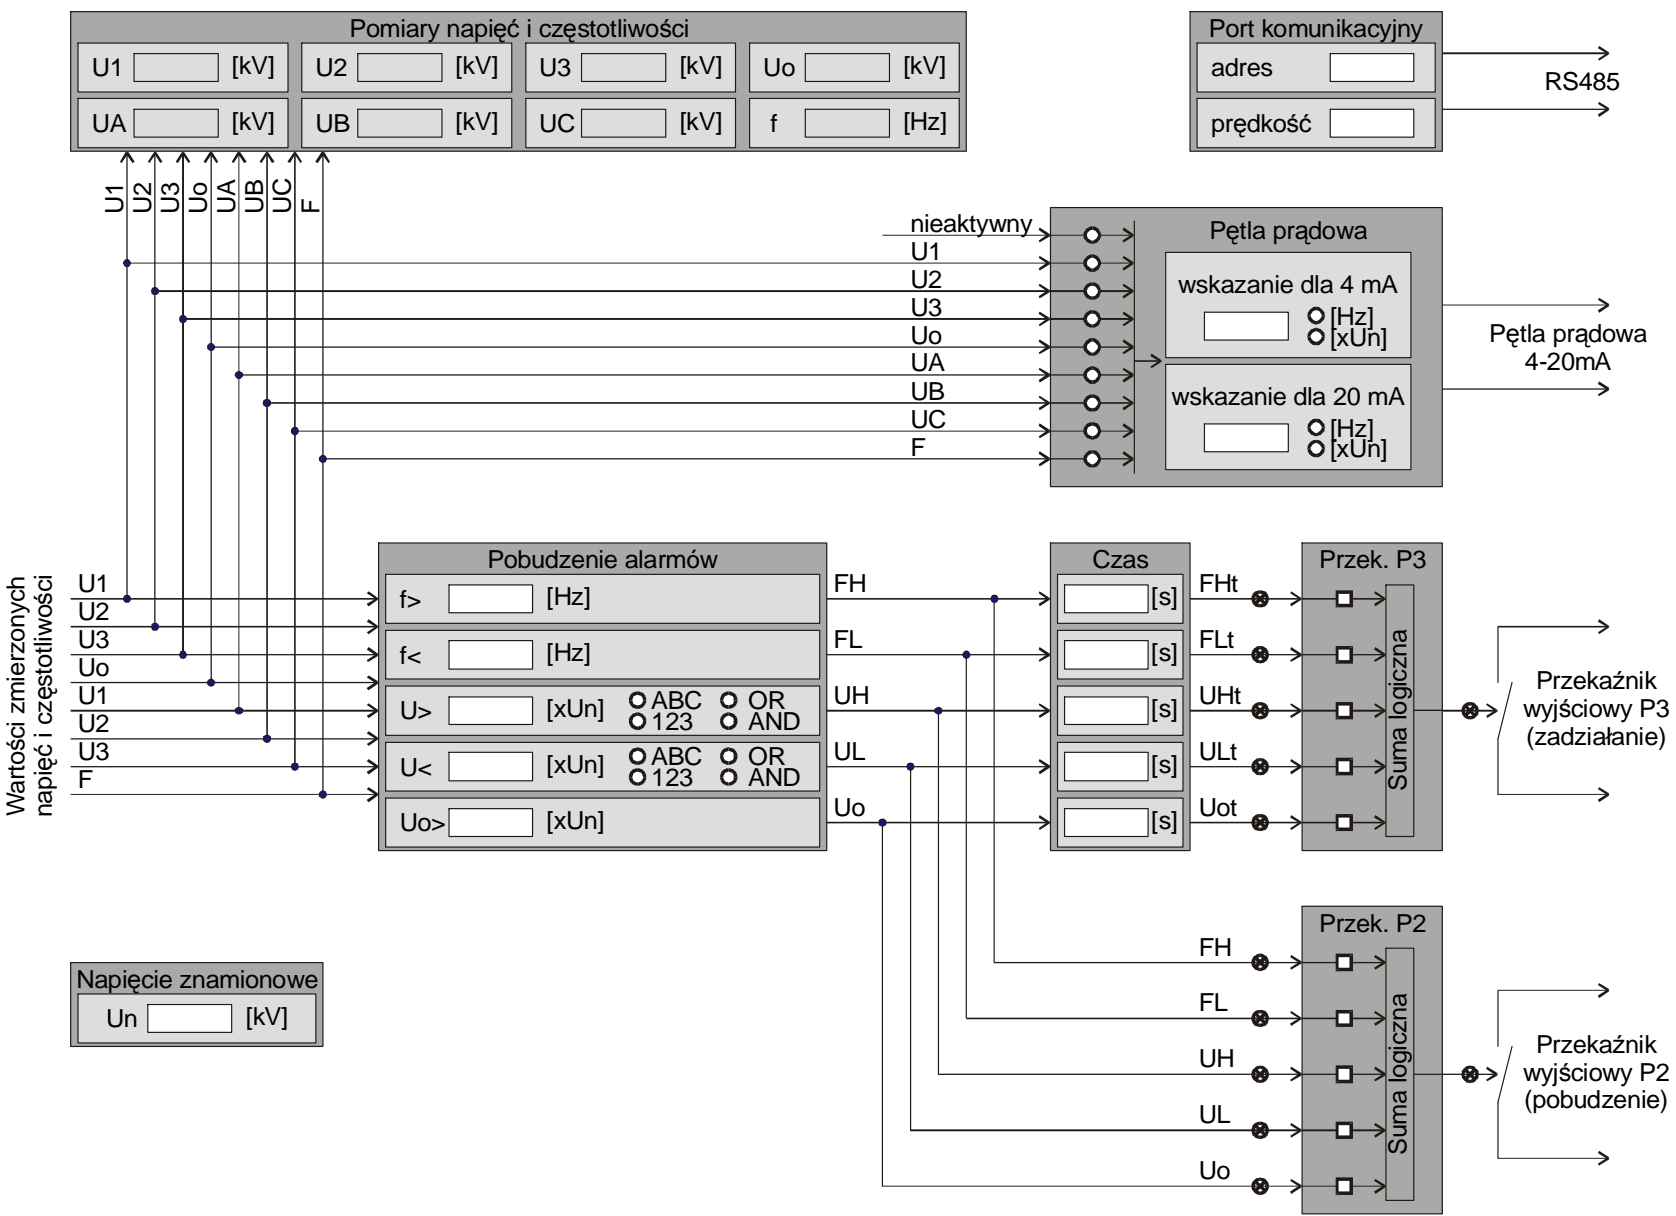 Pomiary napięć i częstotliwości
U1 [kV] U2 [kV] U3 [kV] Uo [kV]
UA [kV] UB [kV] UC [kV] f [Hz]
Port komunikacyjny
adres
prędkość
RS485
U1
U2
U3
Uo
UA
UB
UC
F
nieaktywny
U1
U2
U3
Uo
UA
UB
UC
F
Pętla prądowa
wskazanie dla 4 mA
[Hz]
[xUn]
wskazanie dla 20 mA
[Hz]
[xUn]
Pętla prądowa
4-20mA
Wartości zmierzonych
napięć i częstotliwości
U1
U2
U3
Uo
U1
U2
U3
F
Pobudzenie alarmów
f> [Hz]
f< [Hz]
U> [xUn] ABC OR
123 AND
U< [xUn] ABC OR
123 AND
Uo> [xUn]
FH
FL
UH
UL
Uo
Czas
[s]
[s]
[s]
[s]
[s]
FHt
FLt
UHt
ULt
Uot
Przek. P3
Suma logiczna
Przekaźnik
wyjściowy P3
(zadziałanie)
Napięcie znamionowe
Un [kV]
FH
FL
UH
UL
Uo
Przek. P2
Suma logiczna
Przekaźnik
wyjściowy P2
(pobudzenie)